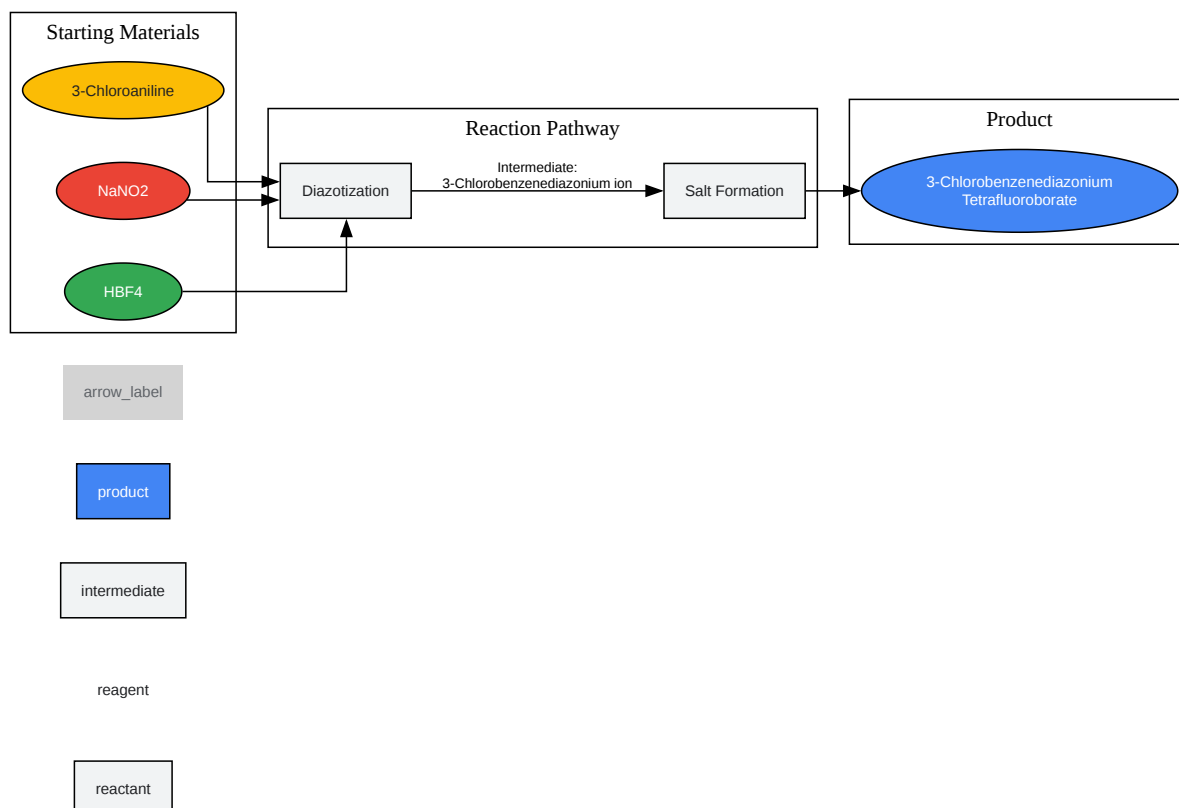 Starting Materials
3-Chloroaniline
NaNO2
HBF4
Reaction Pathway
Diazotization
Intermediate:
3-Chlorobenzenediazonium ion
Salt Formation
Product
3-Chlorobenzenediazonium
Tetrafluoroborate
arrow_label
product
intermediate
reagent
reactant